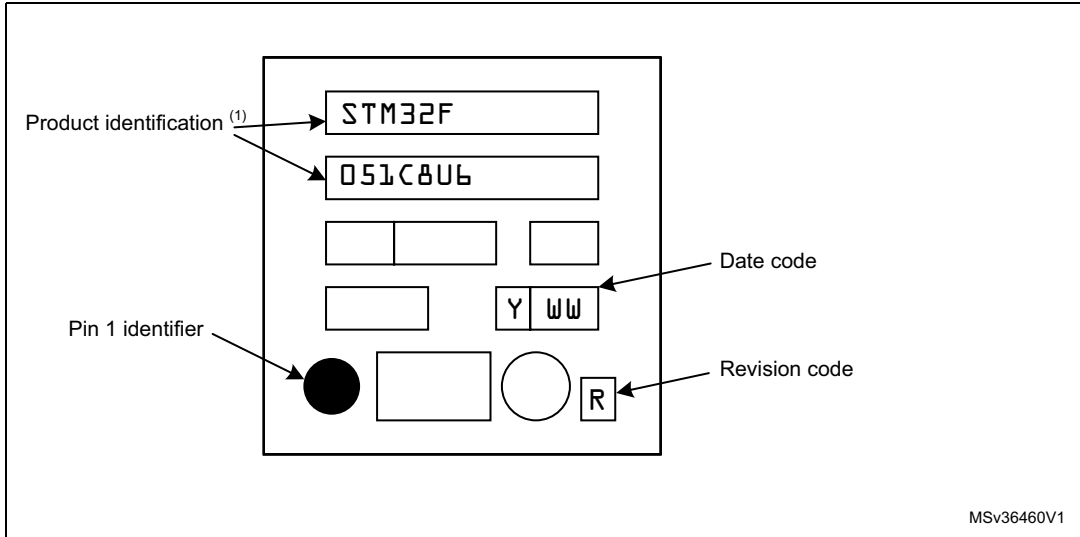 STM32F
Product identification (1)
051C8U6
Date code
Y WW
Pin 1 identifier
Revision code
R
MSv36460V1